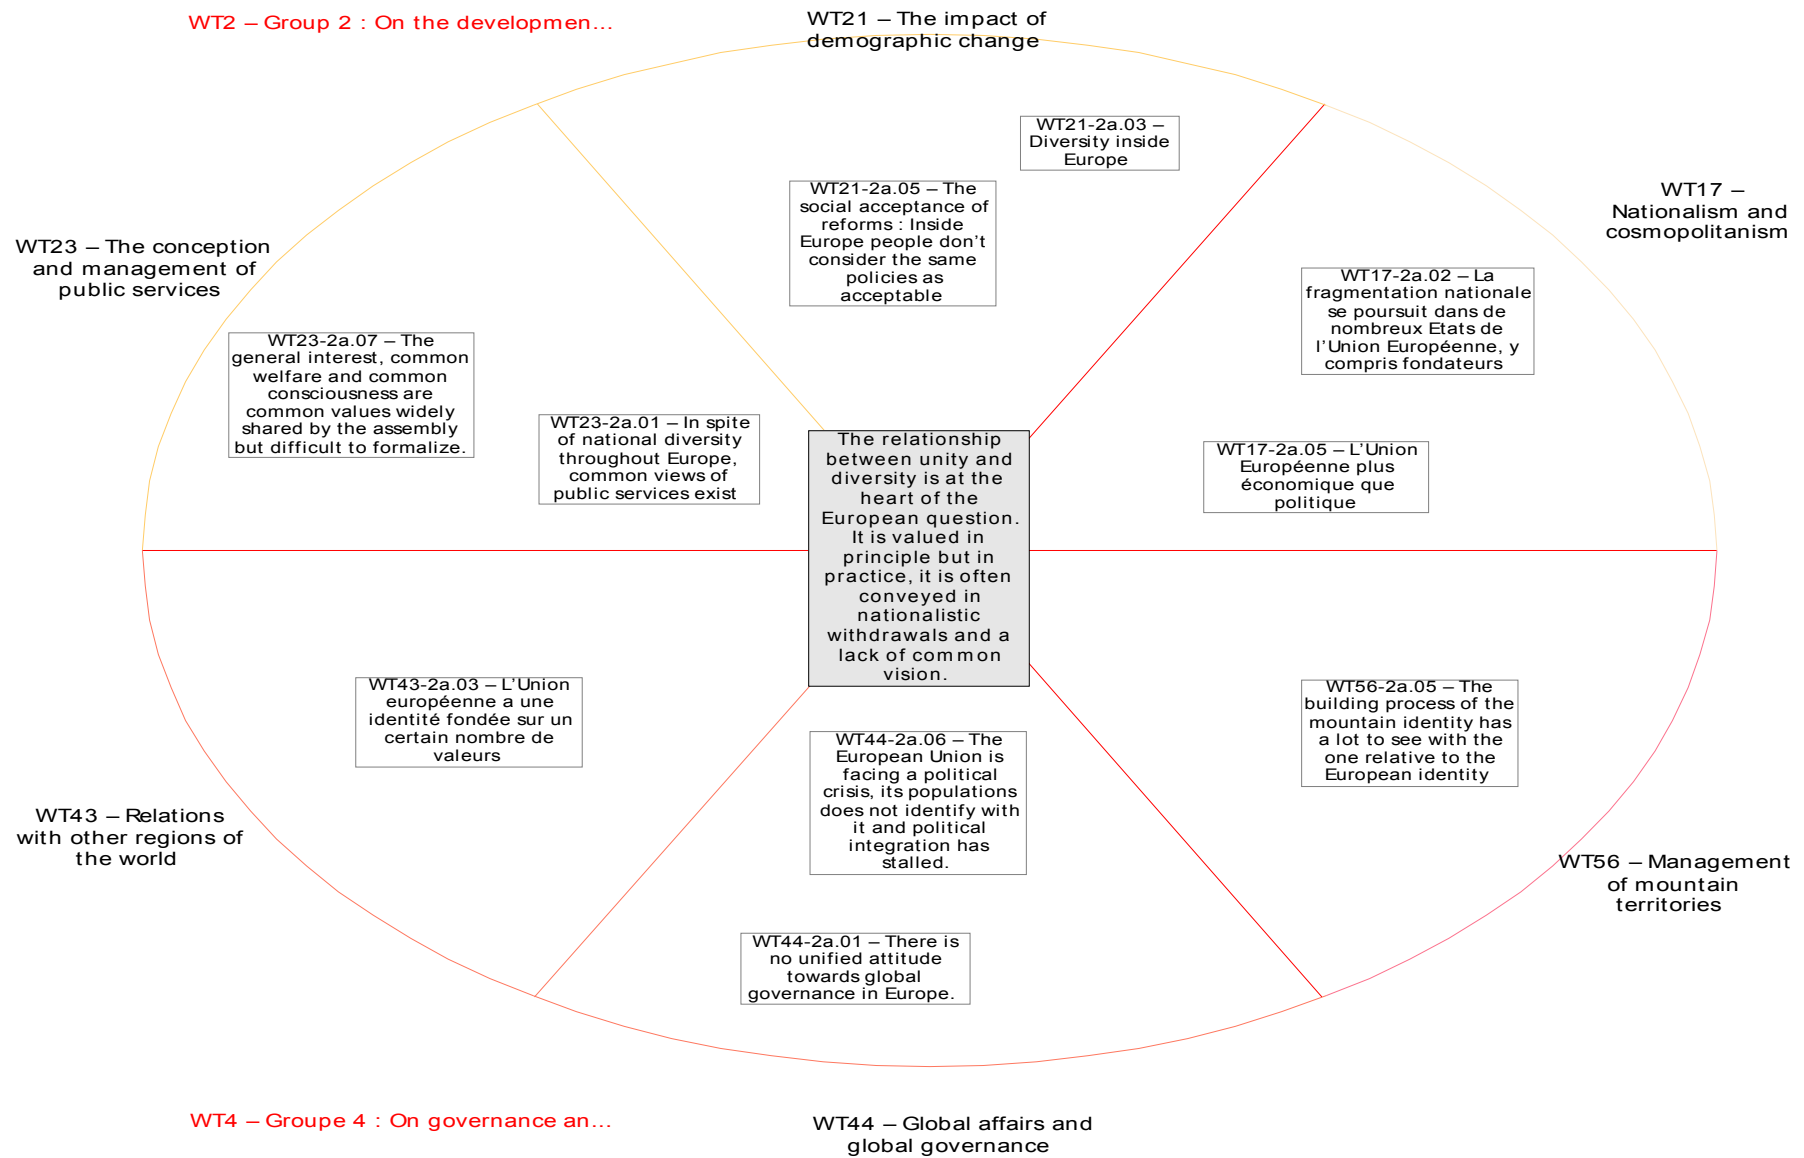 WT2 – Group 2 : On the developmen...
WT21 – The impact of
demographic change
WT21-2a.03 –
Diversity inside
Europe
WT21-2a.05 – The
social acceptance of
reforms : Inside
Europe people don't
consider the same
policies as
acceptable
WT17 –
Nationalism and
cosmopolitanism
WT23 – The conception
and management of
public services
WT17-2a.02 – La
fragmentation nationale
se poursuit dans de
nombreux Etats de
l'Union Européenne, y
compris fondateurs
WT23-2a.07 – The
general interest, common
welfare and common
consciousness are
common values widely
shared by the assembly
but difficult to formalize.
WT23-2a.01 – In spite
of national diversity
throughout Europe,
common views of
public services exist
WT17-2a.05 – L'Union
Européenne plus
économique que
politique
The relationship
between unity and
diversity is at the
heart of the
European question.
It is valued in
principle but in
practice, it is often
conveyed in
nationalistic
withdrawals and a
lack of common
vision.
WT43-2a.03 – L'Union
européenne a une
identité fondée sur un
certain nombre de
valeurs
WT56-2a.05 – The
building process of the
mountain identity has
a lot to see with the
one relative to the
European identity
WT44-2a.06 – The
European Union is
facing a political
crisis, its populations
does not identify with
it and political
integration has
stalled.
WT43 – Relations
with other regions of
the world
WT56 – Management
of mountain
territories
WT44-2a.01 – There is
no unified attitude
towards global
governance in Europe.
WT4 – Groupe 4 : On governance an...
WT44 – Global affairs and
global governance